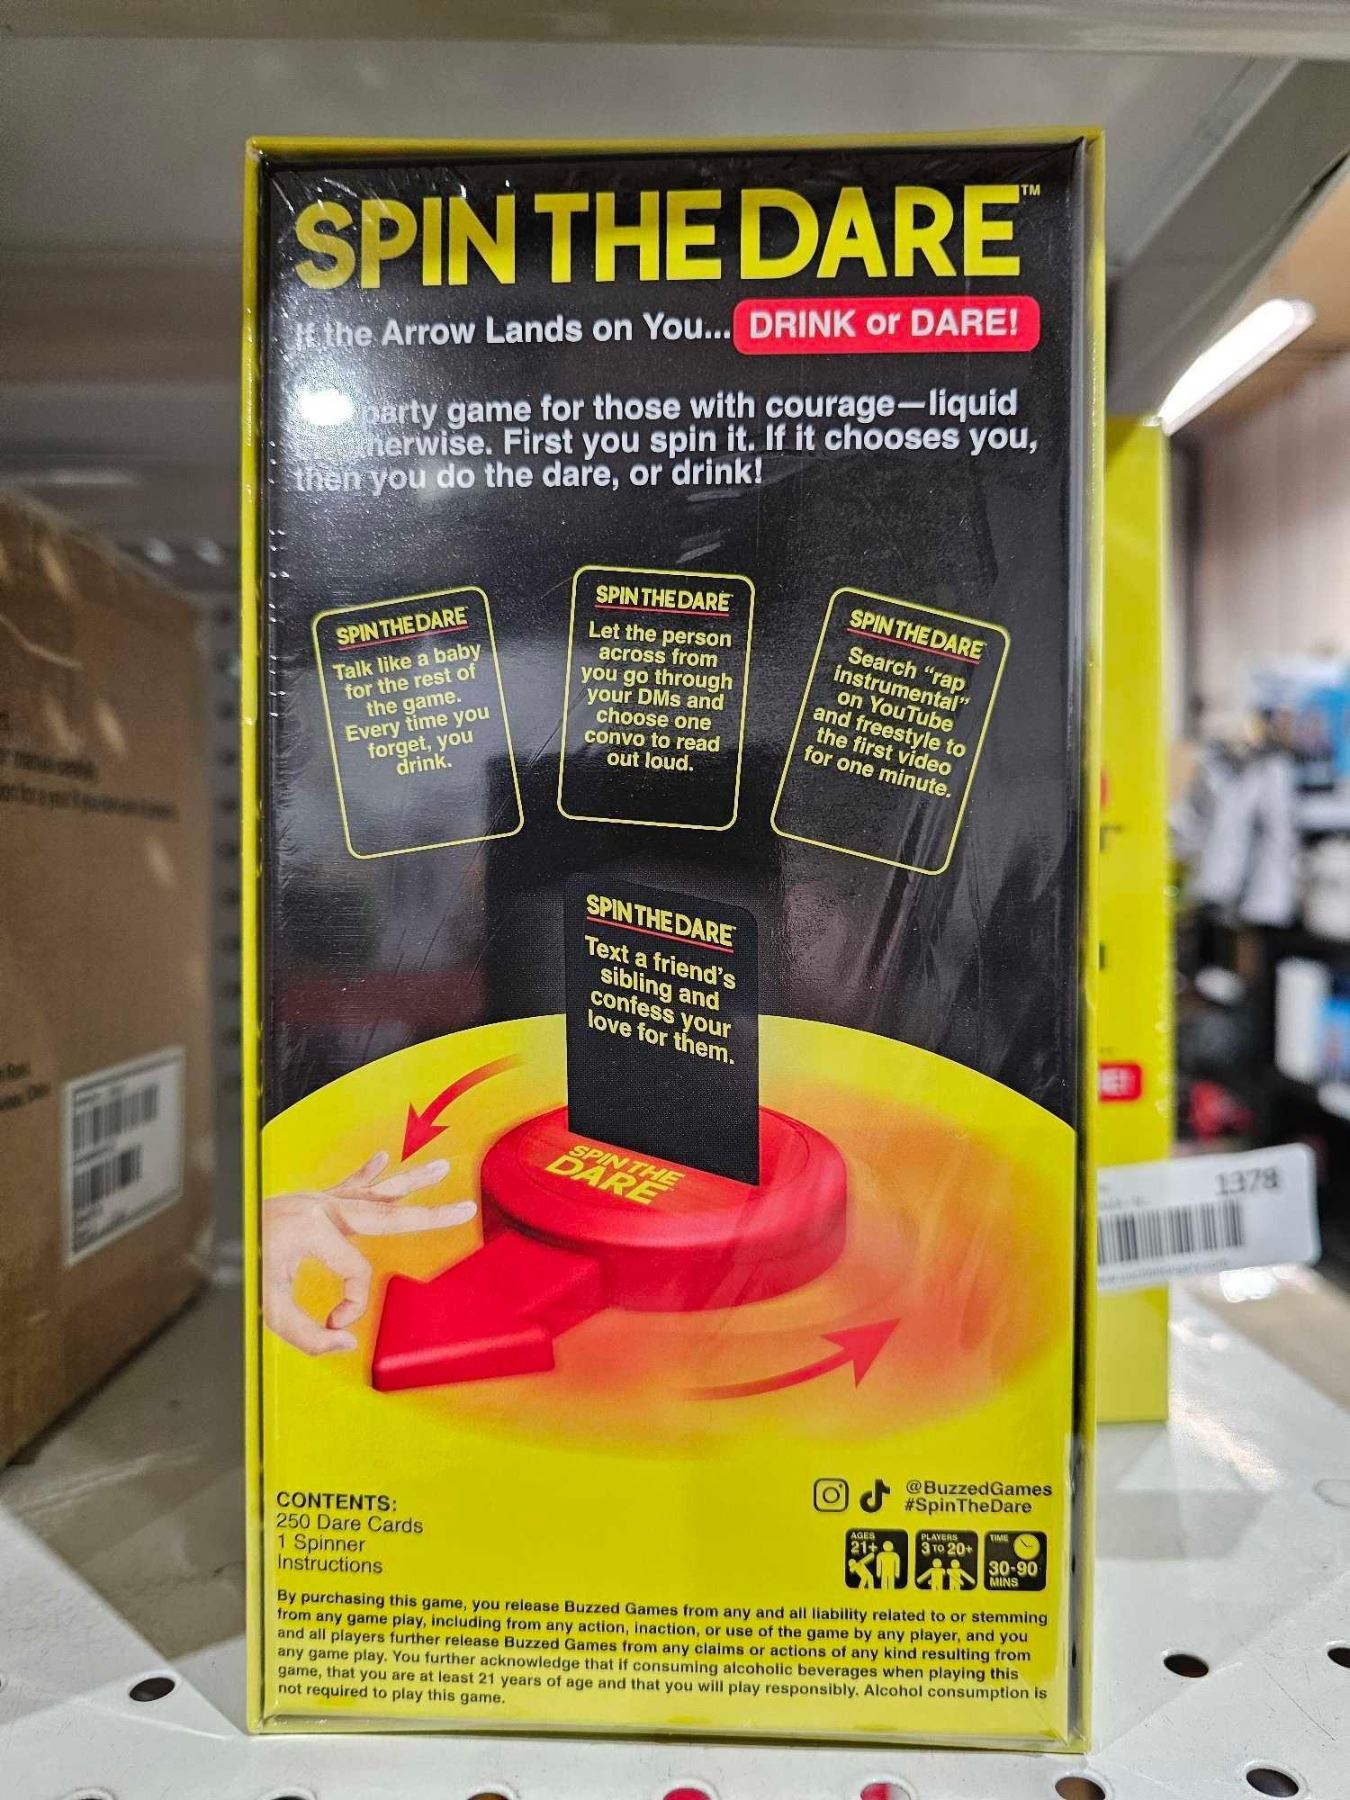 SPIN THE DARE™
If the Arrow Lands on You... DRINK or DARE!
party game for those with courage—liquid
First you spin it. If it chooses you,
then you do the dare, or drink!
SPIN THE DARE
Talk like a baby
for the rest of
the game.
Every time you
forget, you
drink.
SPIN THE DARE
Let the person
across from
you go through
your DMs and
choose one
convo to read
out loud.
SPIN THE DARE
Search "rap
instrumental"
on YouTube
and freestyle to
the first video
for one minute.
SPIN THE DARE
Text a friend's
sibling and
confess your
love for them.
SPIN THE
DARE
1378
CONTENTS:
250 Dare Cards
1 Spinner
Instructions
@BuzzedGames
#SpinTheDare
AGES
21+
PLAYERS
3 TO 20+
TIME
30-90
MINS
By purchasing this game, you release Buzzed Games from any and all liability related to or stemming
from any game play, including from any action, inaction, or use of the game by any player, and you
and all players further release Buzzed Games from any claims or actions of any kind resulting from
any game play. You further acknowledge that if consuming alcoholic beverages when playing this
game, that you are at least 21 years of age and that you will play responsibly. Alcohol consumption is
not required to play this game.